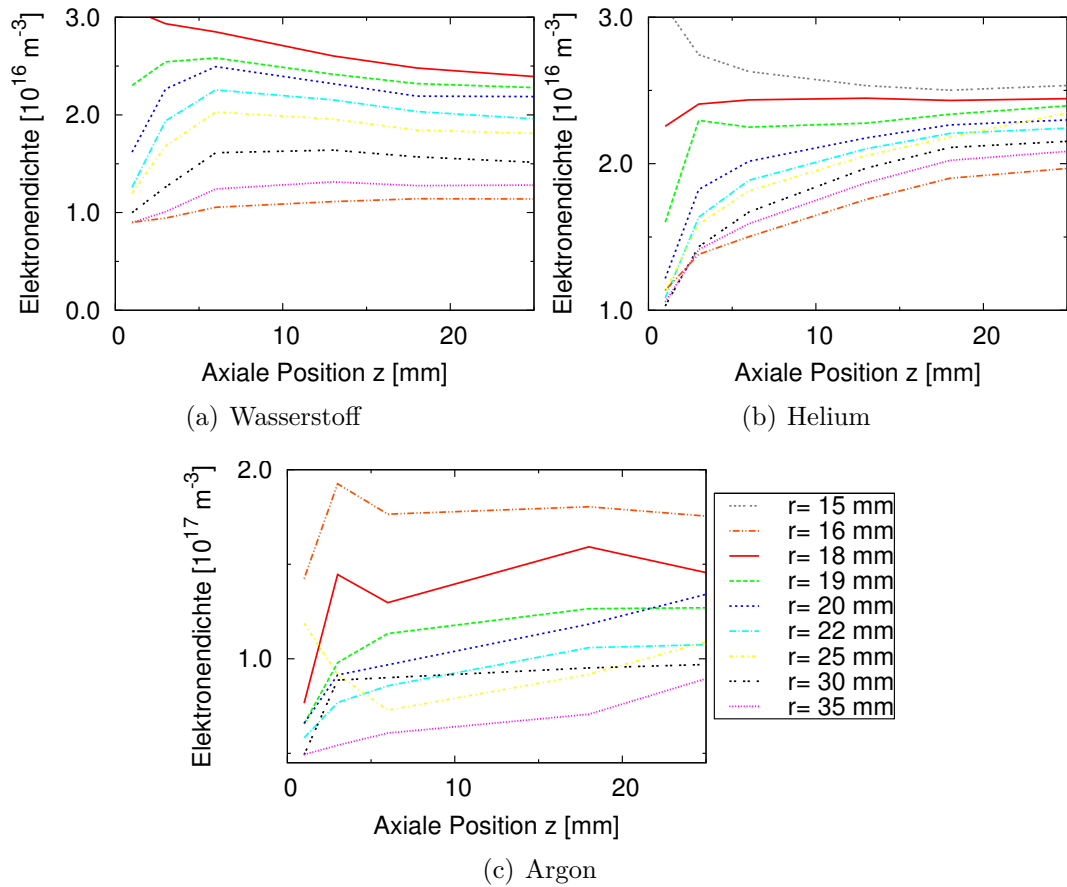 3.0
2.0
1.0
0.0
0
10
20
Elektronendichte [10^16 m^-3]
Axiale Position z [mm]
(a) Wasserstoff
3.0
2.0
1.0
0
10
20
Elektronendichte [10^16 m^-3]
Axiale Position z [mm]
(b) Helium
2.0
1.0
0
10
20
Elektronendichte [10^17 m^-3]
Axiale Position z [mm]
r= 15 mm
r= 16 mm
r= 18 mm
r= 19 mm
r= 20 mm
r= 22 mm
r= 25 mm
r= 30 mm
r= 35 mm
(c) Argon